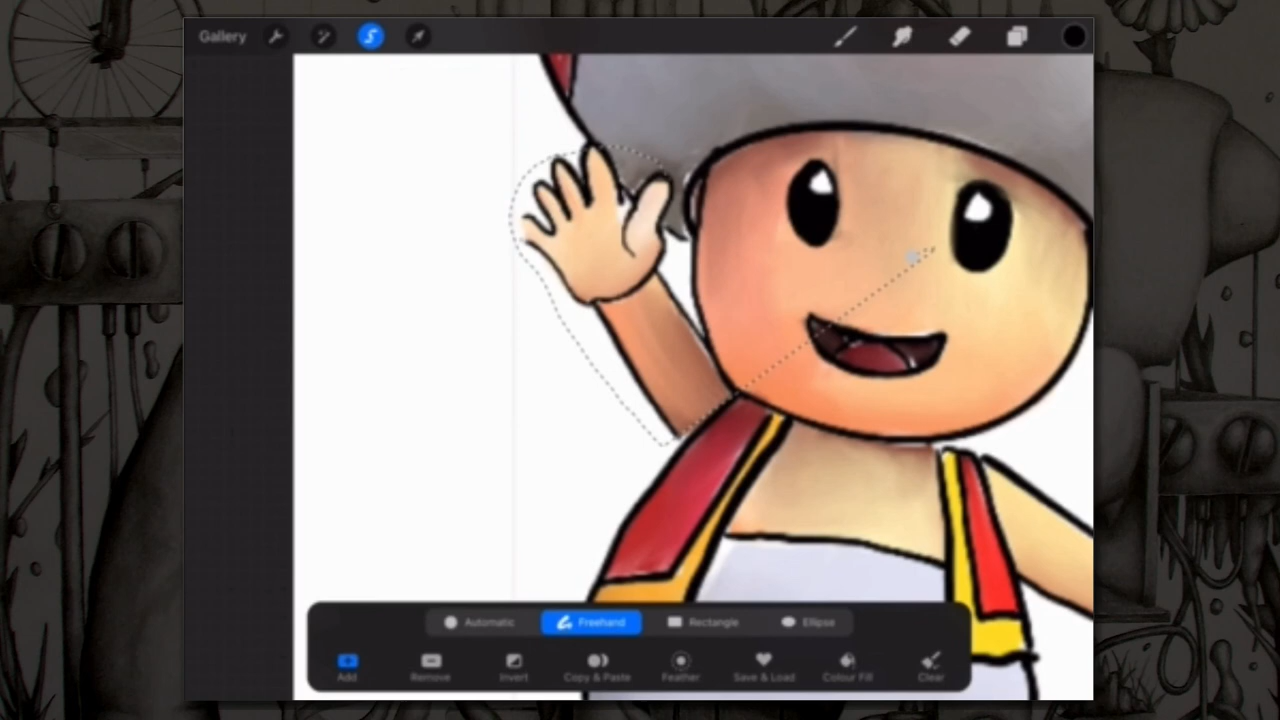 Gallery
Automatic Freehand Rectangle Ellipse
Add Remove Invert Copy & Paste Feather Save & Load Colour Fill Clear